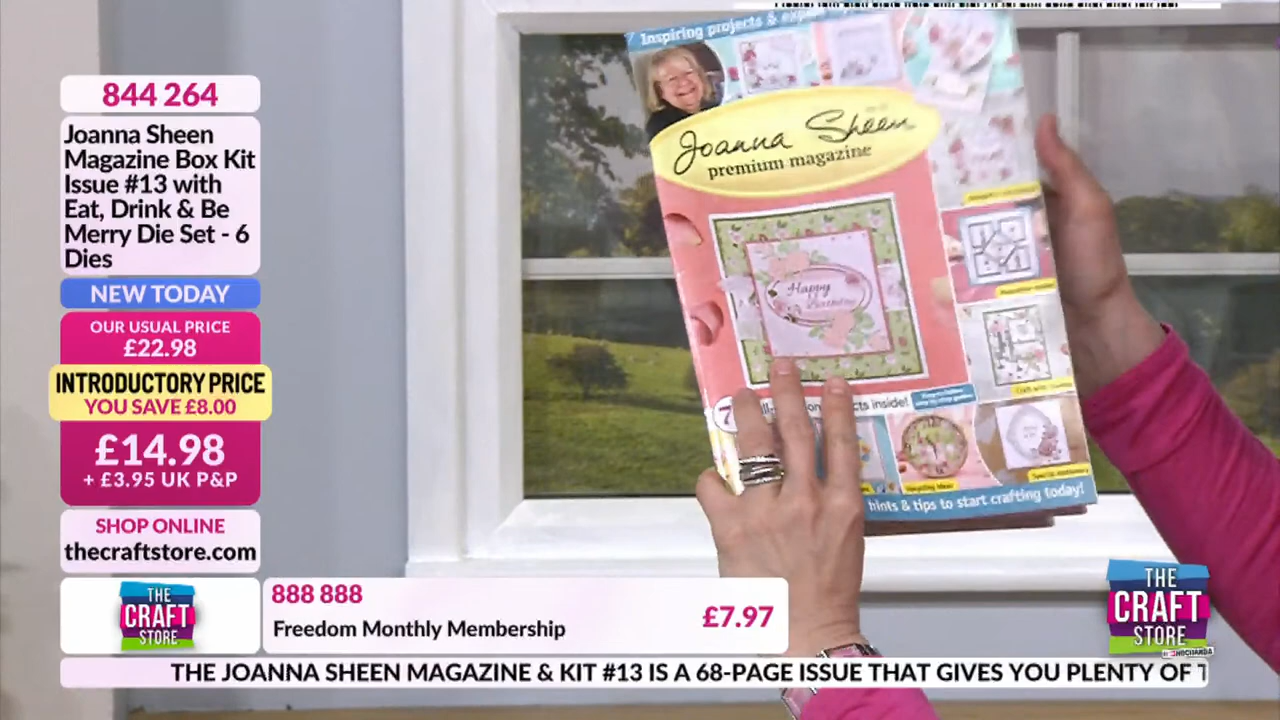 844 264
Joanna Sheen
Magazine Box Kit
Issue #13 with
Eat, Drink & Be
Merry Die Set - 6
Dies
NEW TODAY
OUR USUAL PRICE
£22.98
INTRODUCTORY PRICE
YOU SAVE £8.00
£14.98
+ £3.95 UK P&P
SHOP ONLINE
thecraftstore.com
THE
CRAFT
STORE
888 888
Freedom Monthly Membership
£7.97
THE JOANNA SHEEN MAGAZINE & KIT #13 IS A 68-PAGE ISSUE THAT GIVES YOU PLENTY OF
Inspiring projects &
Joanna Sheen
premium magazine
Happy
Birthday
7
inside!
hints & tips to start crafting today!
THE
CRAFT
STORE
HOCHANDA